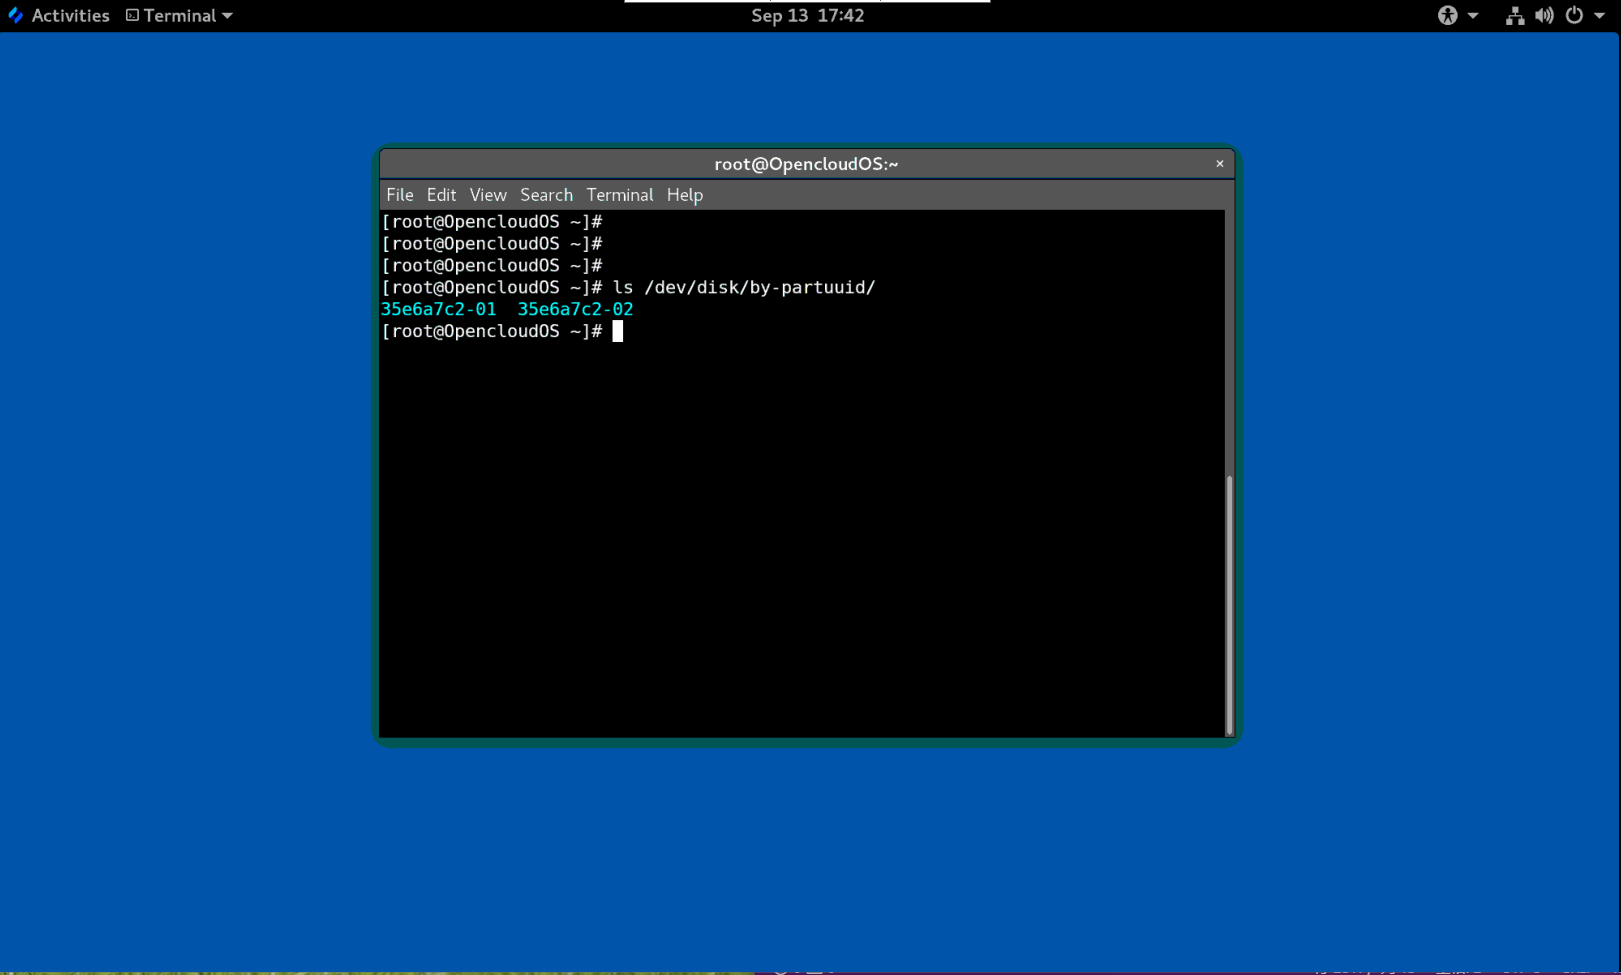 Activities Terminal Sep 13 17:42
root@OpencloudOS:~ ×
File Edit View Search Terminal Help
[root@OpencloudOS ~]#
[root@OpencloudOS ~]#
[root@OpencloudOS ~]#
[root@OpencloudOS ~]# ls /dev/disk/by-partuuid/
35e6a7c2-01 35e6a7c2-02
[root@OpencloudOS ~]#